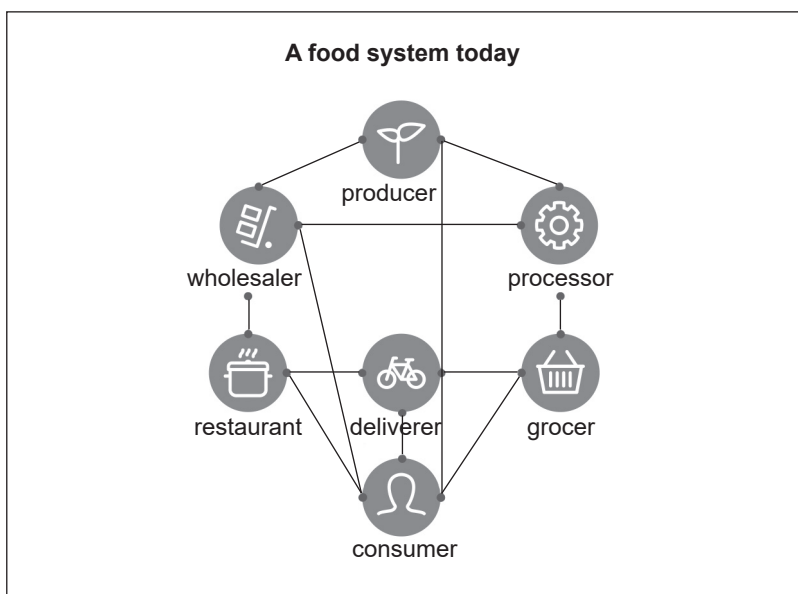 A food system today
producer
wholesaler
processor
restaurant
deliverer
grocer
consumer